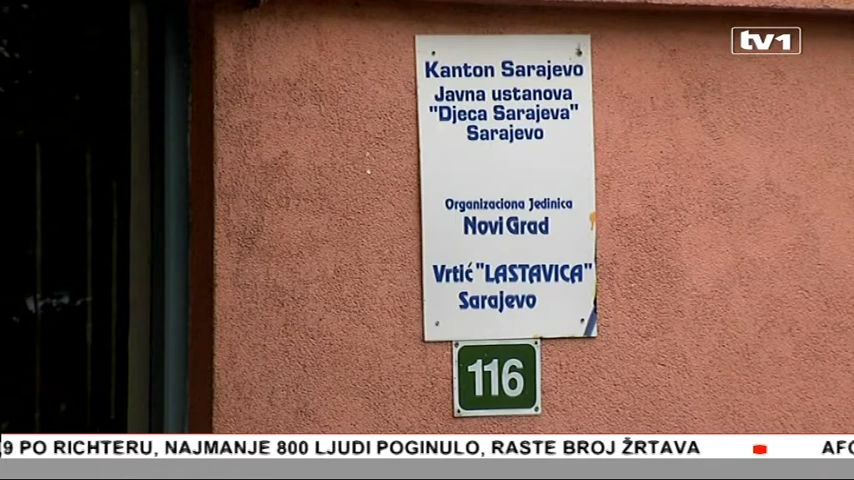 tv1
Kanton Sarajevo
Javna ustanova
"Djeca Sarajeva"
Sarajevo
Organizaciona Jedinica
Novi Grad
Vrtić "LASTAVICA"
Sarajevo
116
9 PO RICHTERU, NAJMANJE 800 LJUDI POGINULO, RASTE BROJ ŽRTAVA